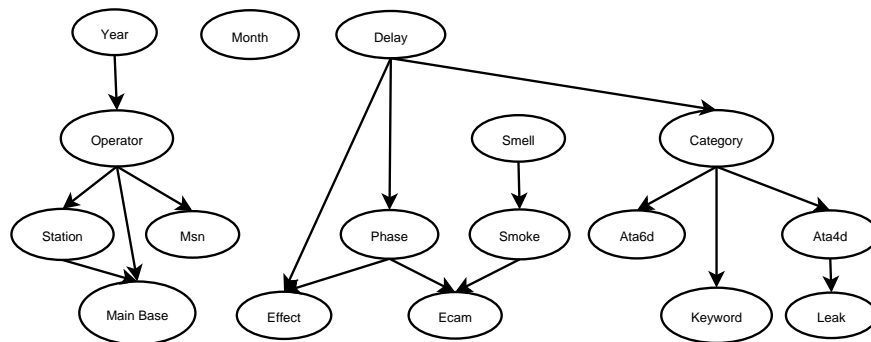 Year
Month
Delay
Operator
Smell
Category
Station
Msn
Phase
Smoke
Ata6d
Ata4d
Main Base
Effect
Ecam
Keyword
Leak